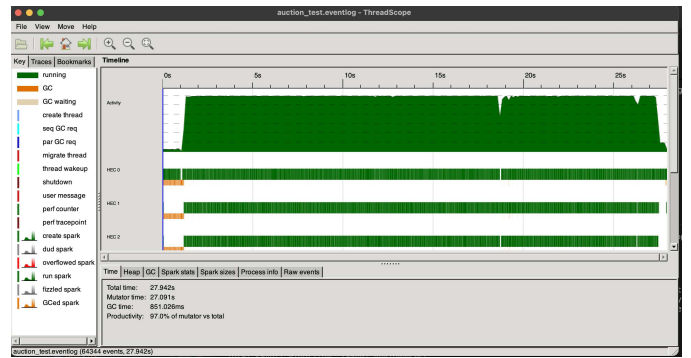 auction_test.eventlog - ThreadScope
File View Move Help
Key Traces Bookmarks
running
GC
GC waiting
create thread
seq GC req
par GC req
migrate thread
thread wakeup
shutdown
user message
perf counter
perf tracepoint
create spark
dud spark
overflowed spark
run spark
fizzled spark
GCed spark
Timeline
0s 5s 10s 15s 20s 25s
Activity
HEC 0
HEC 1
HEC 2
Time Heap GC Spark stats Spark sizes Process info Raw events
Total time: 27.942s
Mutator time: 27.091s
GC time: 851.026ms
Productivity: 97.0% of mutator vs total
auction_test.eventlog (64344 events, 27.942s)